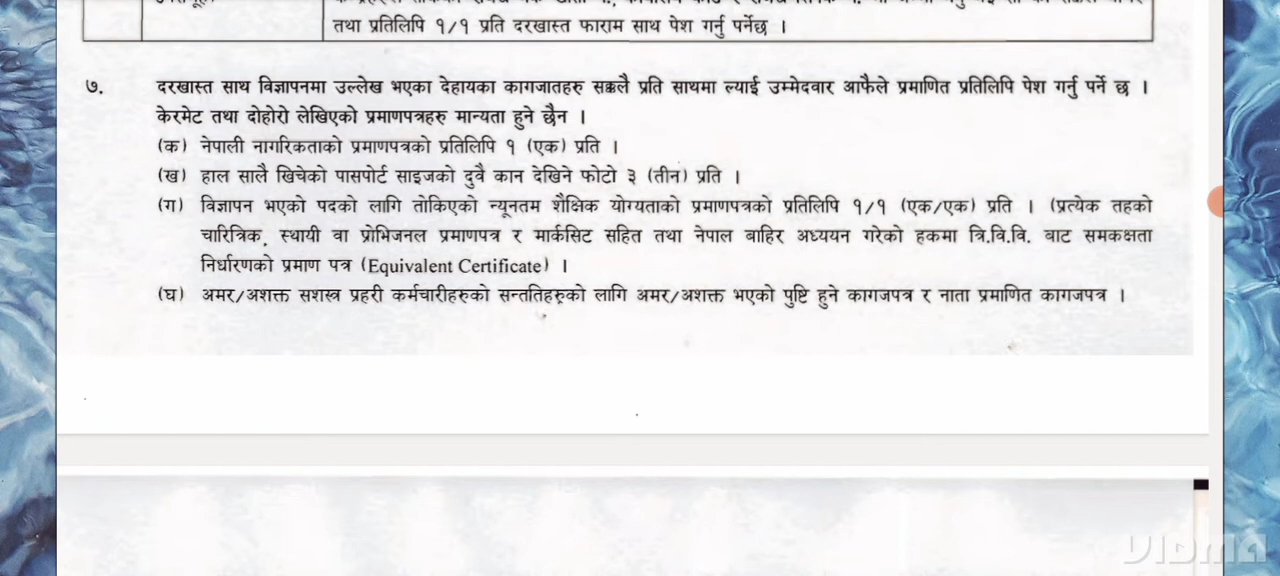 तथा प्रतिलिपि १/१ प्रति दरखास्त फाराम साथ पेश गर्नु पर्नेछ ।
७. दरखास्त साथ विज्ञापनमा उल्लेख भएका देहायका कागजातहरु सक्कलै प्रति साथमा ल्याई उम्मेदवार आफैले प्रमाणित प्रतिलिपि पेश गर्नु पर्ने छ ।
केरमेट तथा दोहोरो लेखिएको प्रमाणपत्रहरु मान्यता हुने छैन ।
(क) नेपाली नागरिकताको प्रमाणपत्रको प्रतिलिपि १ (एक) प्रति ।
(ख) हाल सालै खिचेको पासपोर्ट साइजको दुवै कान देखिने फोटो ३ (तीन) प्रति ।
(ग) विज्ञापन भएको पदको लागि तोकिएको न्यूनतम शैक्षिक योग्यताको प्रमाणपत्रको प्रतिलिपि १/१ (एक/एक) प्रति । (प्रत्येक तहको
चारित्रिक, स्थायी वा प्रोभिजनल प्रमाणपत्र र मार्कसिट सहित तथा नेपाल बाहिर अध्ययन गरेको हकमा त्रि.वि.वि. बाट समकक्षता
निर्धारणको प्रमाण पत्र (Equivalent Certificate) ।
(घ) अमर/अशक्त सशस्त्र प्रहरी कर्मचारीहरुको सन्ततिहरुको लागि अमर/अशक्त भएको पुष्टि हुने कागजपत्र र नाता प्रमाणित कागजपत्र ।
VIDMA